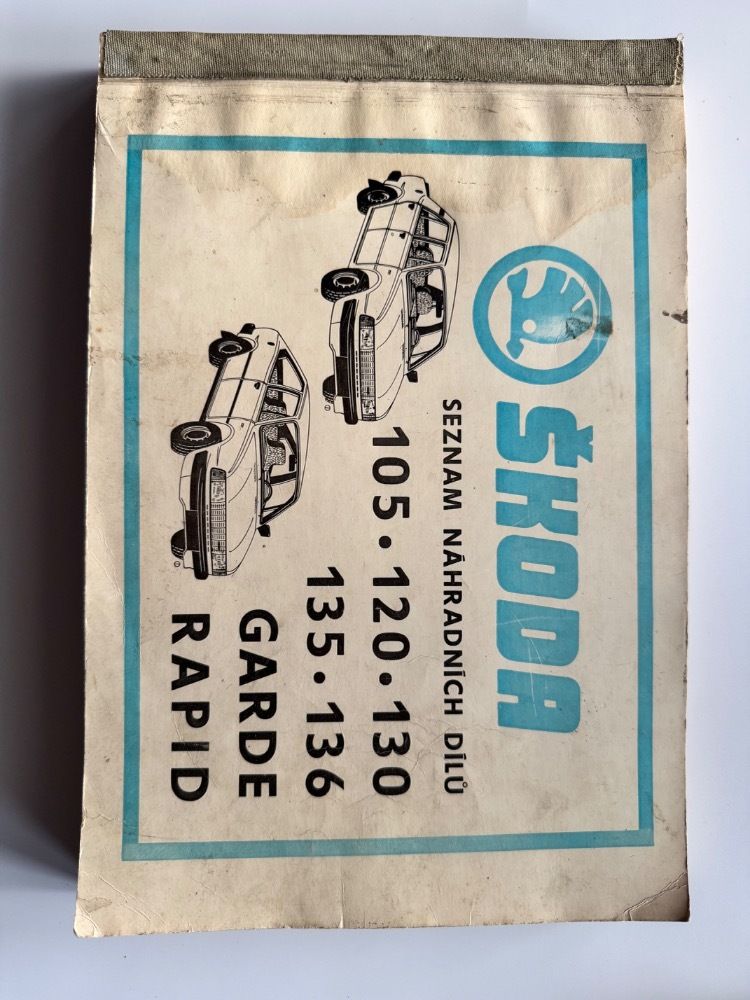 ŠKODA
SEZNAM NÁHRADNÍCH DÍLŮ
105 • 120 • 130
135 • 136
GARDE
RAPID